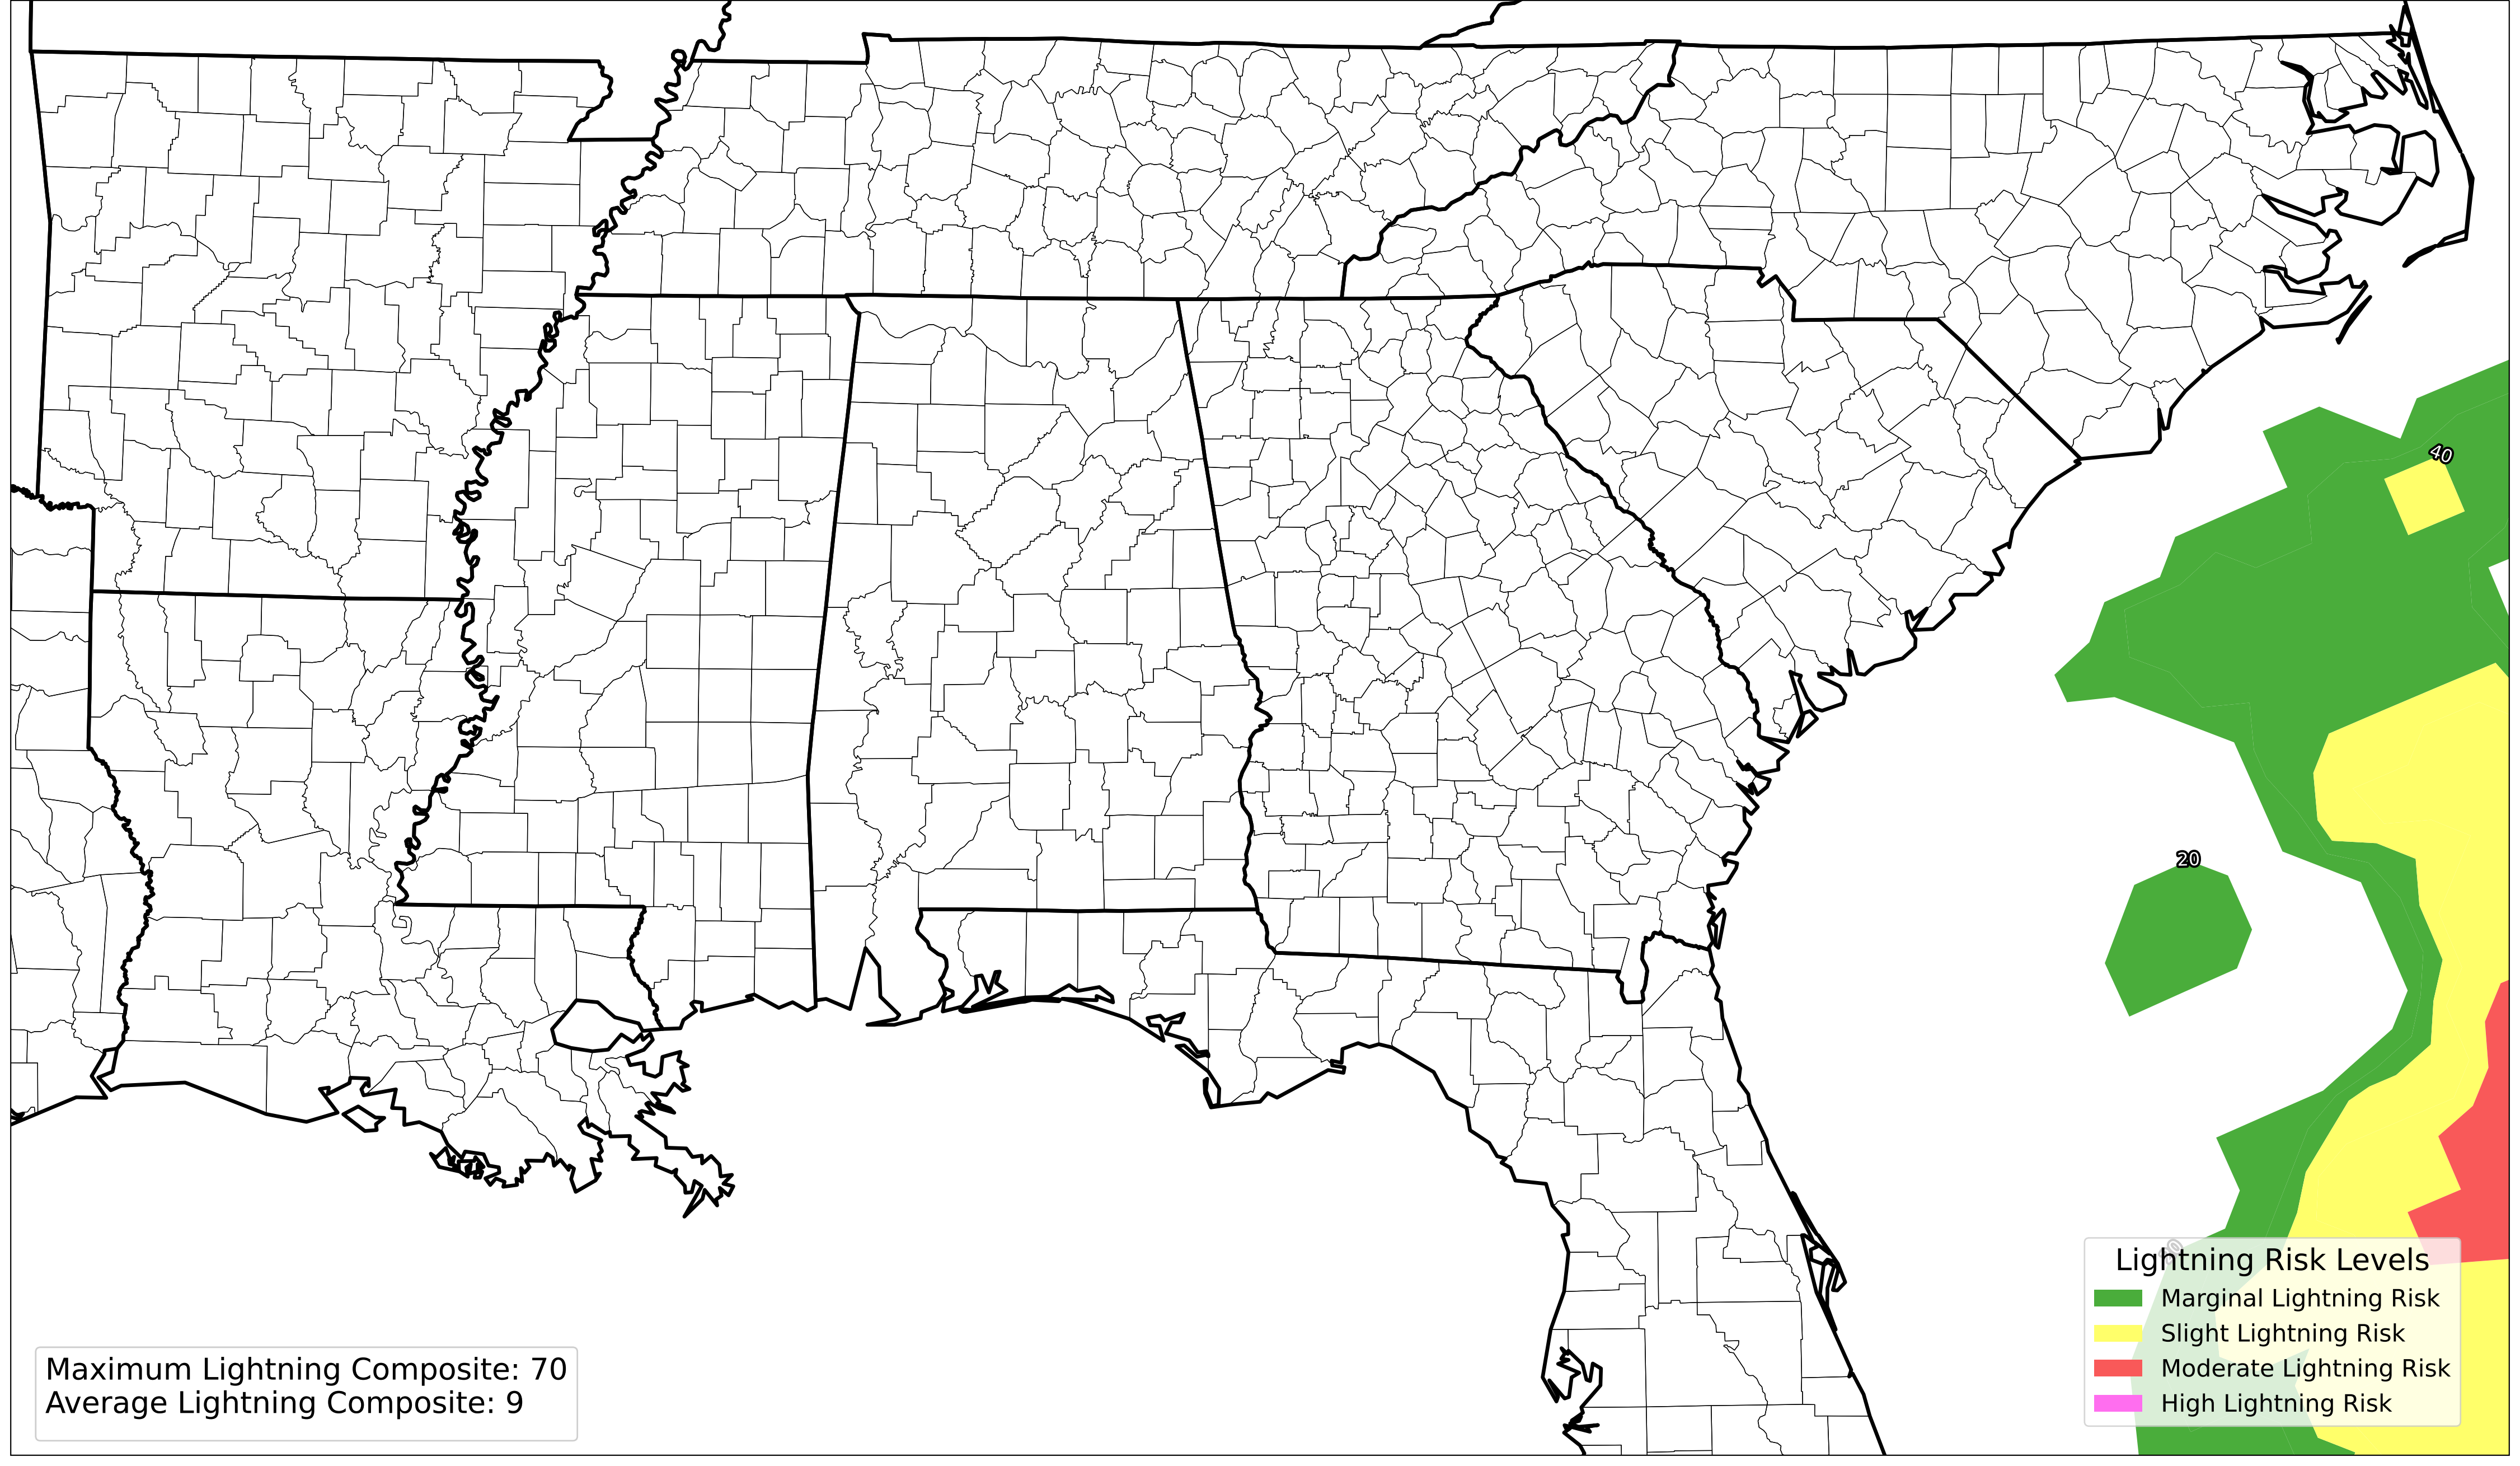 40
20
Lightning Risk Levels
Marginal Lightning Risk
Slight Lightning Risk
Moderate Lightning Risk
High Lightning Risk
Maximum Lightning Composite: 70
Average Lightning Composite: 9